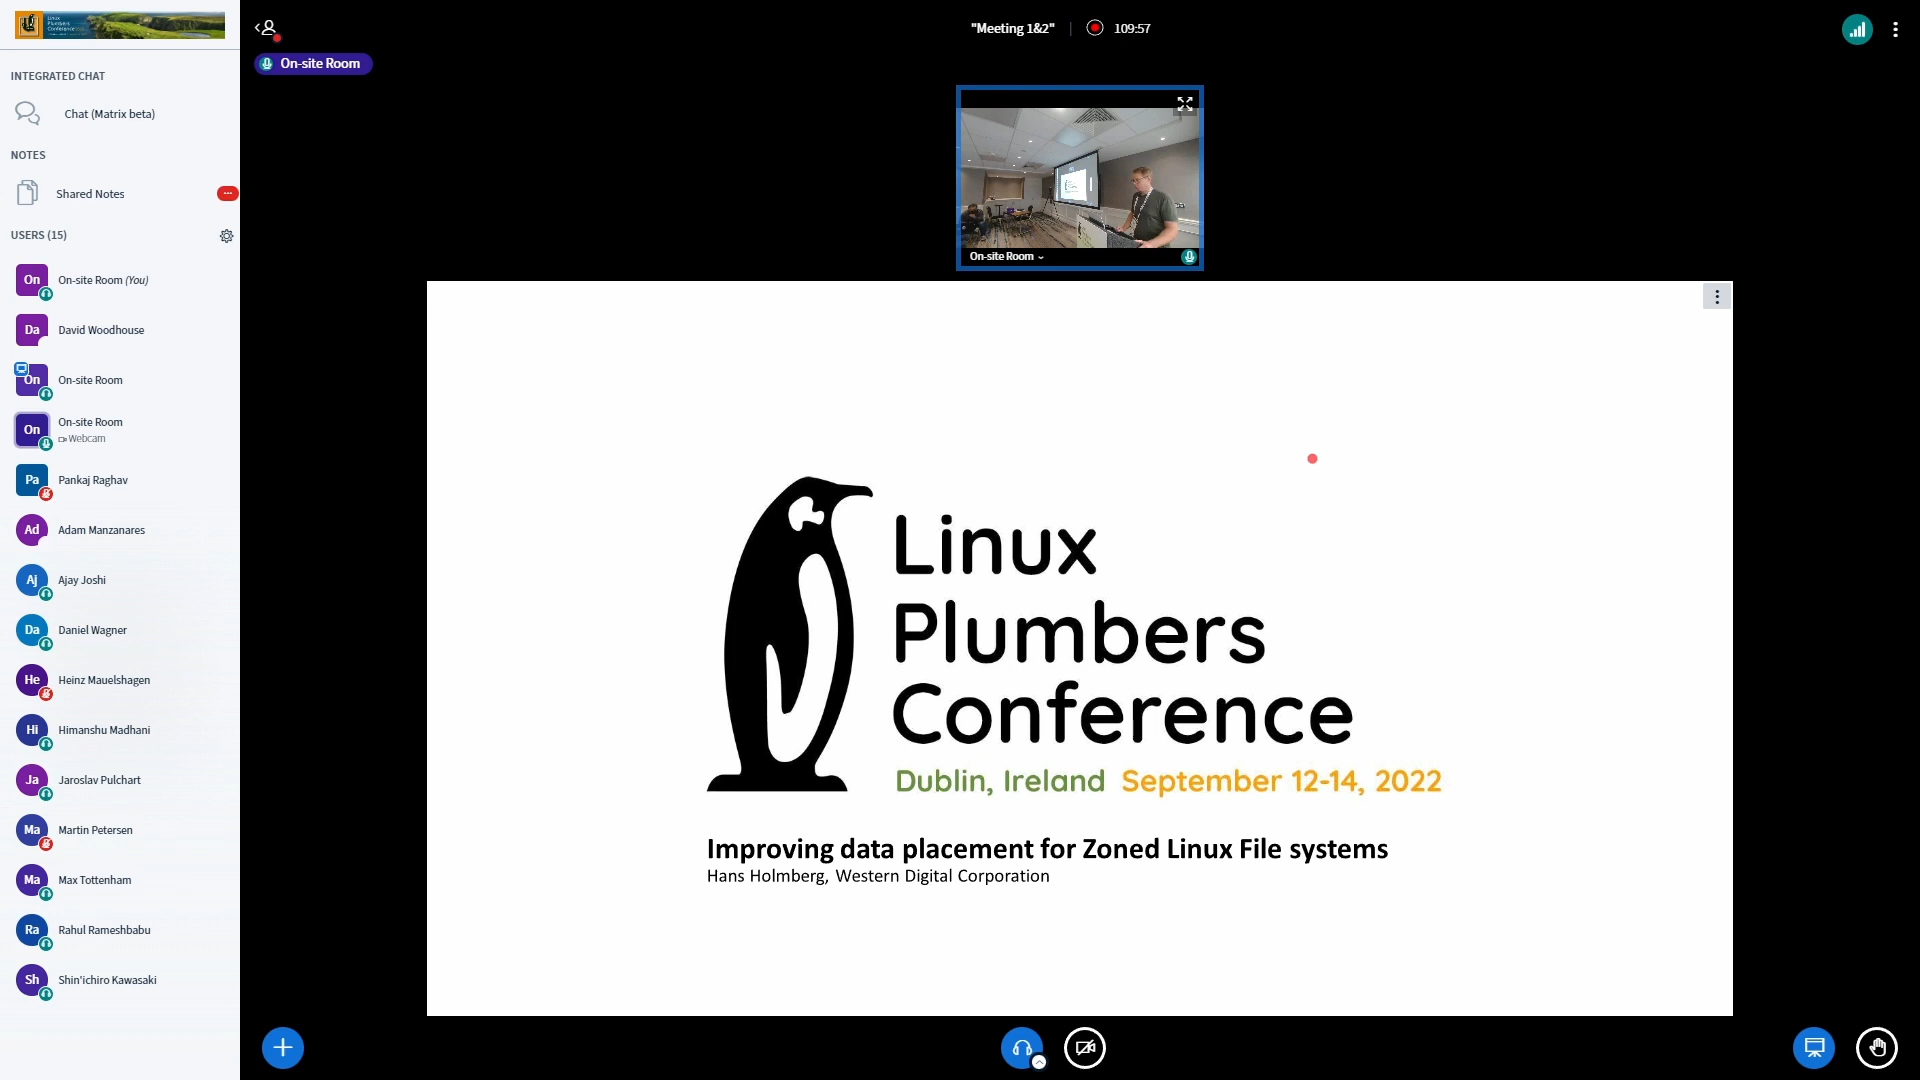 Linux
Plumbers
Conference
INTEGRATED CHAT
Chat (Matrix beta)
NOTES
Shared Notes
USERS (15)
On
On-site Room (You)
Da
David Woodhouse
On
On-site Room
On
On-site Room
Webcam
Pa
Pankaj Raghav
Ad
Adam Manzanares
Aj
Ajay Joshi
Da
Daniel Wagner
He
Heinz Mauelshagen
Hi
Himanshu Madhani
Ja
Jaroslav Pulchart
Ma
Martin Petersen
Ma
Max Tottenham
Ra
Rahul Rameshbabu
Sh
Shin'ichiro Kawasaki
"Meeting 1&2" | 109:57
On-site Room
On-site Room
Linux
Plumbers
Conference
Dublin, Ireland September 12-14, 2022
Improving data placement for Zoned Linux File systems
Hans Holmberg, Western Digital Corporation